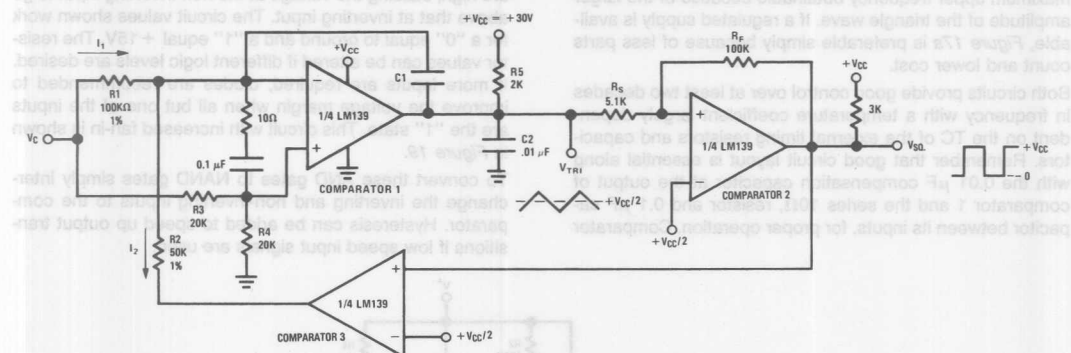 maximum upper frequency
amplitude of the triangle wave. If a regulated supply is avail-
able, Figure 17a is preferable simply because of less parts
count and lower cost.
Both circuits provide good control over at least two decades
in frequency with a temperature coefficient largely depen-
dent on the TC of the external timing resistors and capaci-
tors. Remember that good circuit layout is essential along
with the 0.01 μF compensation capacitor at the output of
comparator 1 and the series 10Ω, resistor and 0.1 μF
pacitor between its inputs, for proper operation. Comparator
above that at inverting input. The circuit values shown work
for a "0" equal to ground and a "1" equal +15V. The resis-
tor values can be altered if different logic levels are desired.
more inputs are required, diodes are recommended to
improve the voltage margin when all but one of the inputs
are the "1" state. This circuit with increased fan-in is shown
in Figure 19.
To convert these AND gates to NAND gates simply inter-
change the inverting and non-inverting inputs to the com-
parator. Hysteresis can be added to speed up output tran-
sitions if low speed input signals are used.
+VCC
+30V
I1
+VCC
C1
R5
2K
R1
100KΩ
1%
10Ω
1/4 LM139
VC
0.1 μF
COMPARATOR 1
C2
.01 μF
RS
5.1K
RF
100K
+VCC
3K
VTRI
1/4 LM139
VSQ.
+VCC
0
COMPARATOR 2
+VCC/2
+VCC/2
R3
20K
R4
20K
I2
R2
50K
1%
1/4 LM139
COMPARATOR 3
+VCC/2